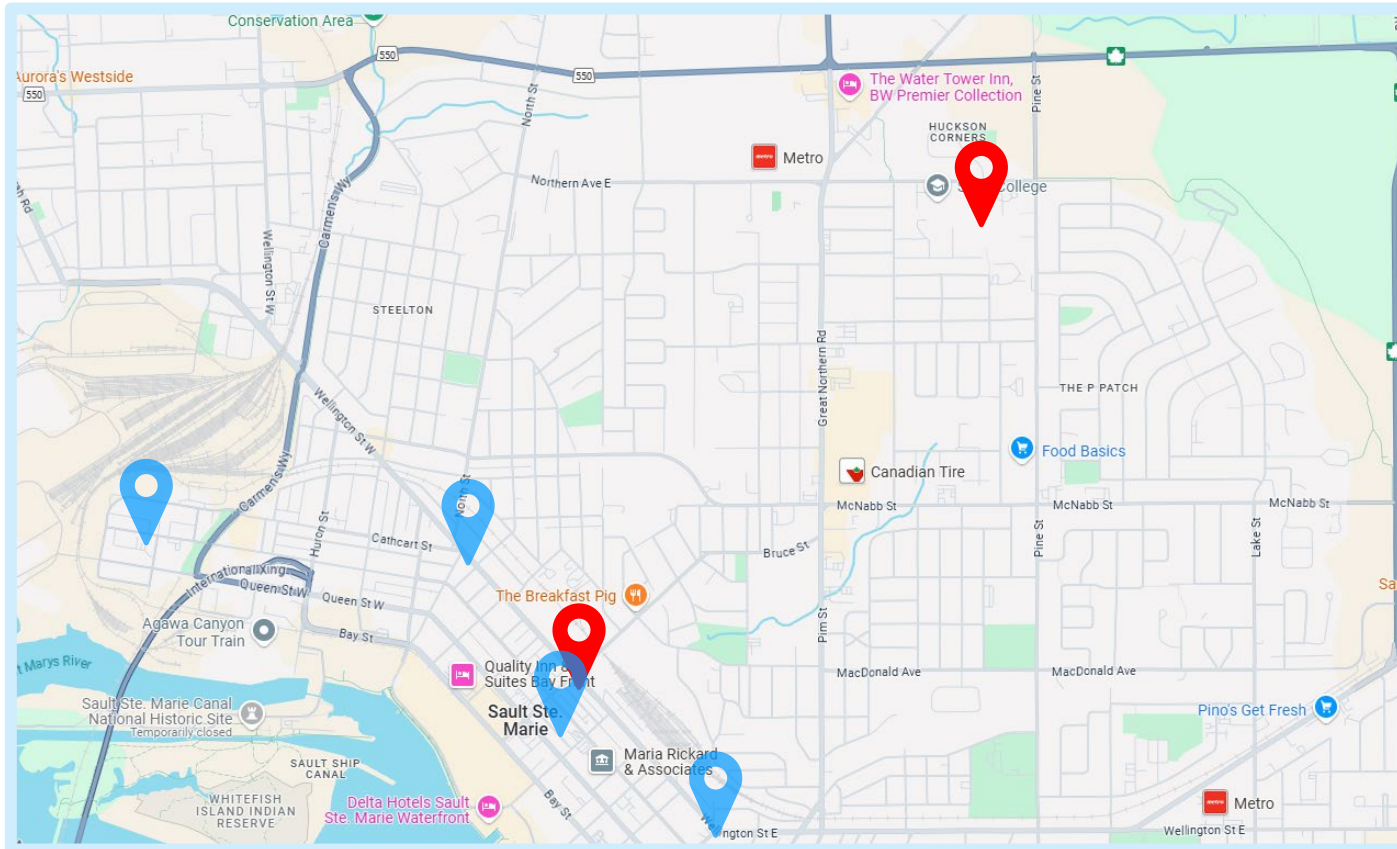 Conservation Area
550
North St
550
Aurora's Westside
550
The Water Tower Inn,
BW Premier Collection
Pine St
HUCKSON
CORNERS
metro
Metro
Northern Ave E
College
Carmen's Wy
Wellington St W
STEELTON
Great Northern Rd
THE P PATCH
Wellington St W
Food Basics
Canadian Tire
North St
Carmen's Wy
McNabb St
McNabb St
McNabb St
Huron St
Cathcart St
Bruce St
Pine St
Lake St
International Xing
Queen St W
Queen St W
The Breakfast Pig
Agawa Canyon
Tour Train
Bay St
Pim St
Marys River
Quality Inn &
Suites Bay Front
MacDonald Ave
MacDonald Ave
Sault Ste. Marie Canal
National Historic Site
Temporarily closed
Sault Ste.
Marie
Pino's Get Fresh
SAULT SHIP
CANAL
Maria Rickard
& Associates
WHITEFISH
ISLAND INDIAN
RESERVE
Delta Hotels Sault
Ste. Marie Waterfront
Bay St
metro
Metro
Wellington St E